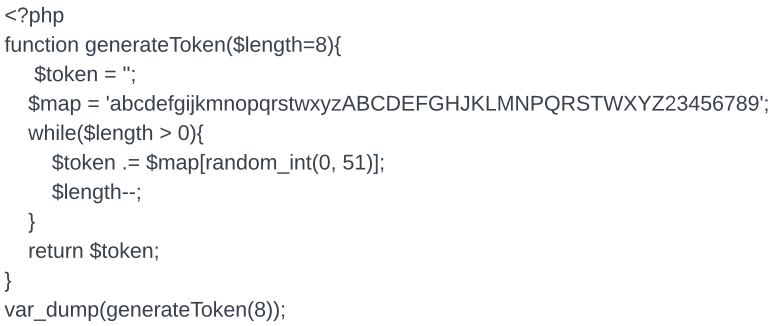 <?php
function generateToken($length=8){
$token = '';
$map = 'abcdefgijkmnopqrstwxyzABCDEFGHJKLMNPQRSTWXYZ23456789';
while($length > 0){
$token .= $map[random_int(0, 51)];
$length--;
}
return $token;
}
var_dump(generateToken(8));